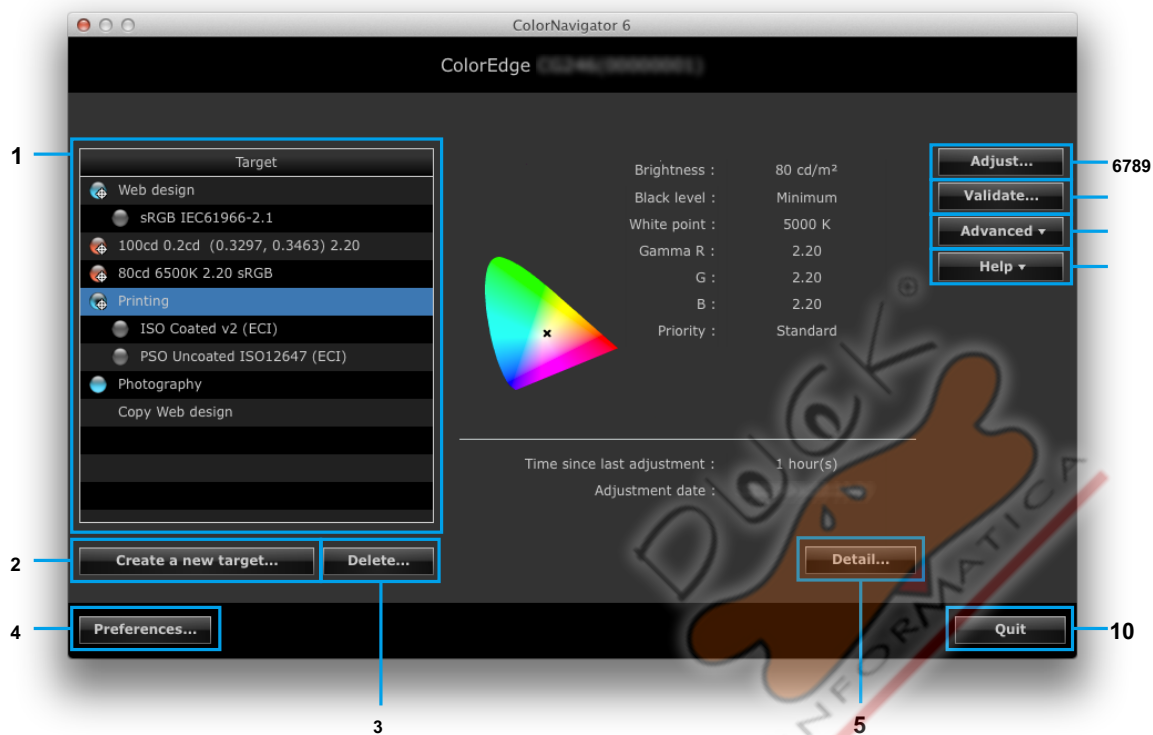 ColorNavigator 6
ColorEdge
1
Target
Web design
sRGB IEC61966-2.1
100cd 0.2cd (0.3297, 0.3463) 2.20
80cd 6500K 2.20 sRGB
Printing
ISO Coated v2 (ECI)
PSO Uncoated ISO12647 (ECI)
Photography
Copy Web design
Brightness : 80 cd/m²
Black level : Minimum
White point : 5000 K
Gamma R : 2.20
G : 2.20
B : 2.20
Priority : Standard
Time since last adjustment : 1 hour(s)
Adjustment date :
Adjust...
6789
Validate...
Advanced ▾
Help ▾
2
Create a new target...
Delete...
Detail...
4
Preferences...
Quit
10
3
5
DIGEK®
INFORMATICA